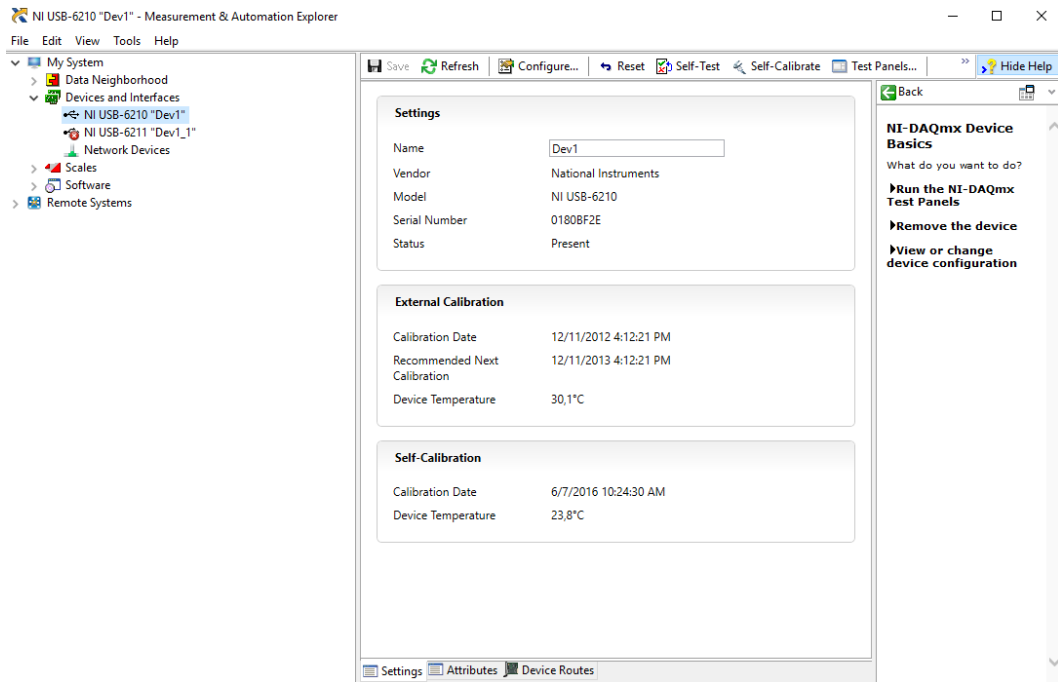 NI USB-6210 "Dev1" - Measurement & Automation Explorer
File Edit View Tools Help
My System
Data Neighborhood
Devices and Interfaces
NI USB-6210 "Dev1"
NI USB-6211 "Dev1_1"
Network Devices
Scales
Software
Remote Systems
Save Refresh Configure... Reset Self-Test Self-Calibrate Test Panels... » Hide Help
Settings
Name Dev1
Vendor National Instruments
Model NI USB-6210
Serial Number 0180BF2E
Status Present
External Calibration
Calibration Date 12/11/2012 4:12:21 PM
Recommended Next 12/11/2013 4:12:21 PM
Calibration
Device Temperature 30,1°C
Self-Calibration
Calibration Date 6/7/2016 10:24:30 AM
Device Temperature 23,8°C
Settings Attributes Device Routes
Back
NI-DAQmx Device
Basics
What do you want to do?
Run the NI-DAQmx
Test Panels
Remove the device
View or change
device configuration